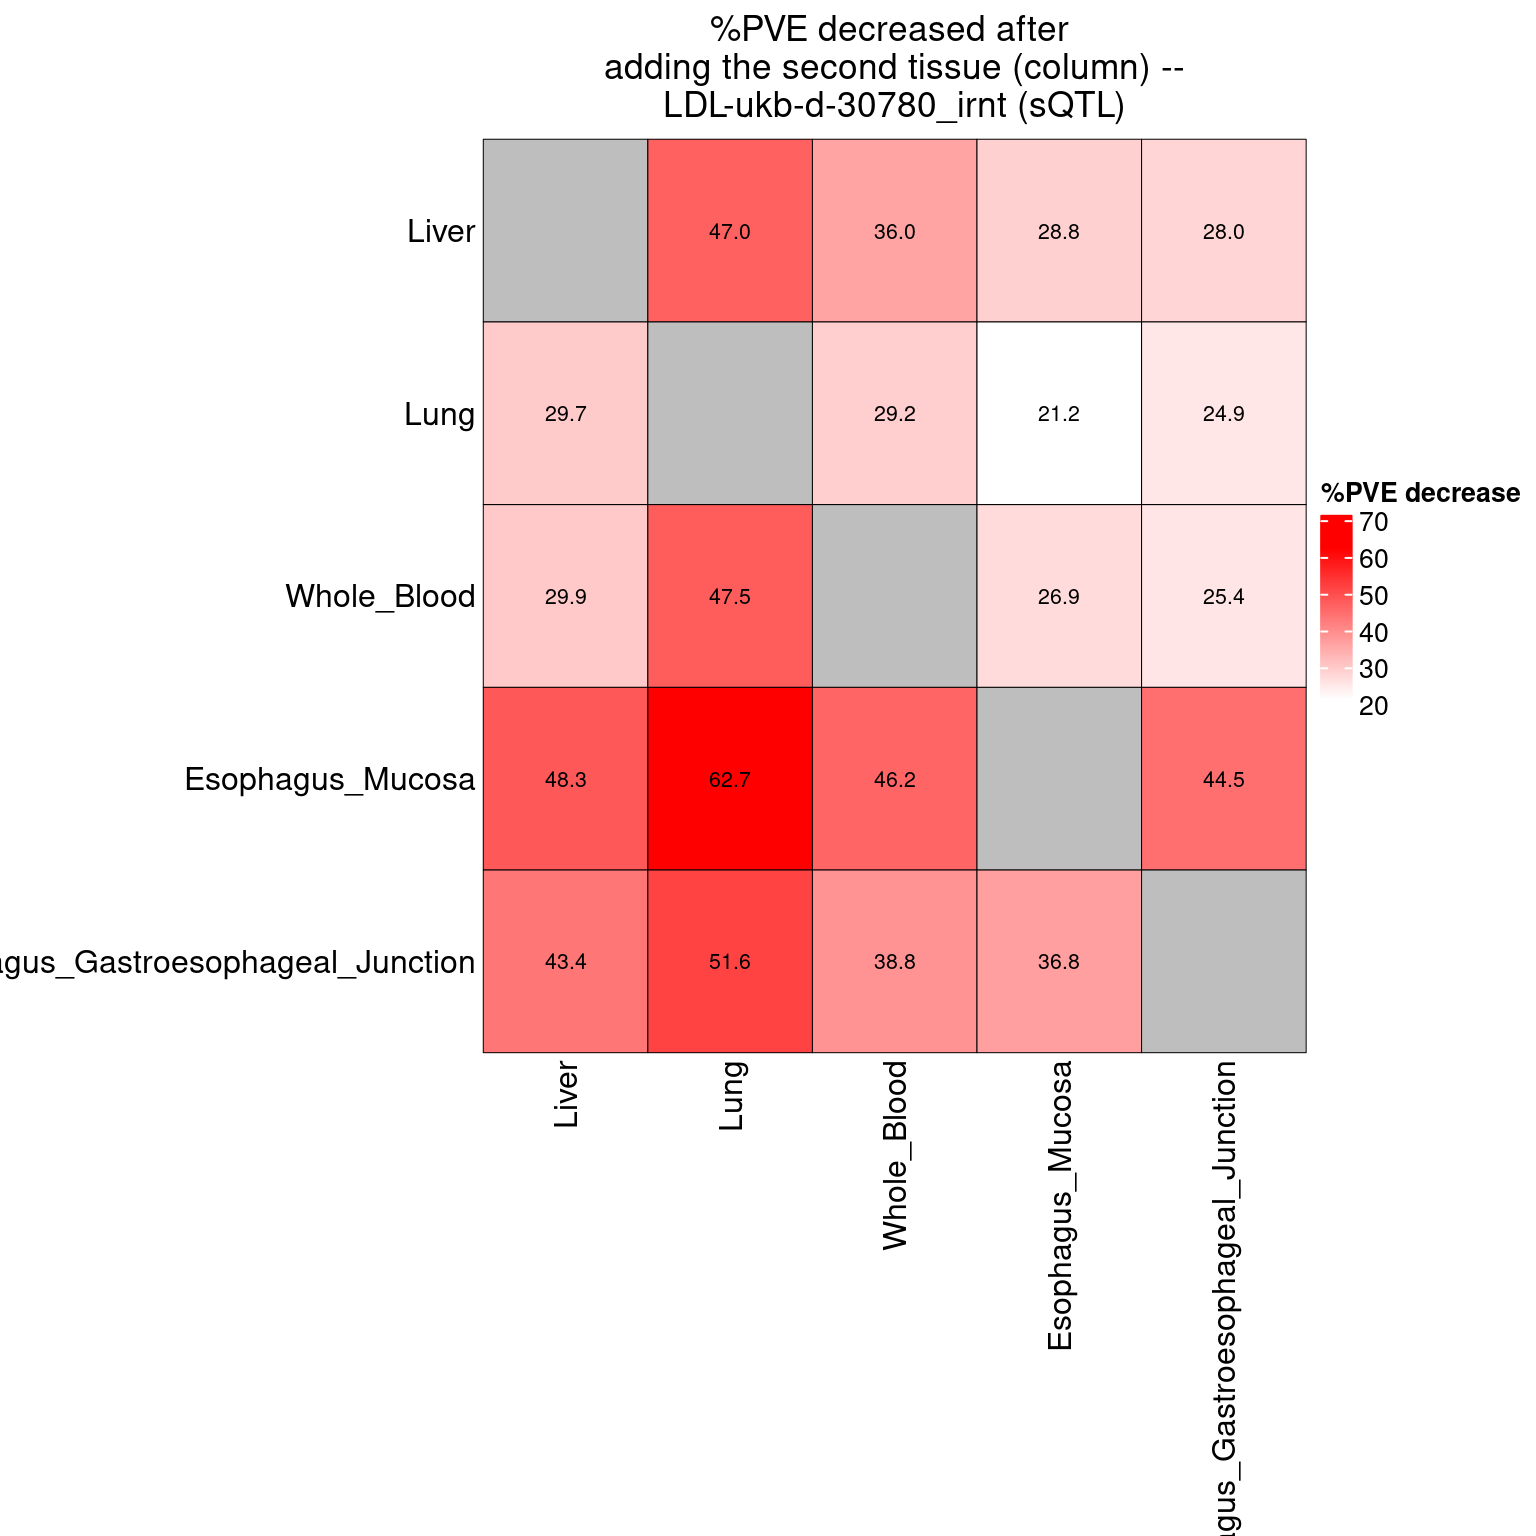 %PVE decreased after
adding the second tissue (column) --
LDL-ukb-d-30780_irnt (sQTL)
Liver 47.0 36.0 28.8 28.0
Lung 29.7 29.2 21.2 24.9
%PVE decrease
70
60
50
40
30
20
Whole_Blood 29.9 47.5 26.9 25.4
Esophagus_Mucosa 48.3 62.7 46.2 44.5
agus_Gastroesophageal_Junction 43.4 51.6 38.8 36.8
Liver
Lung
Whole_Blood
Esophagus_Mucosa
agus_Gastroesophageal_Junction